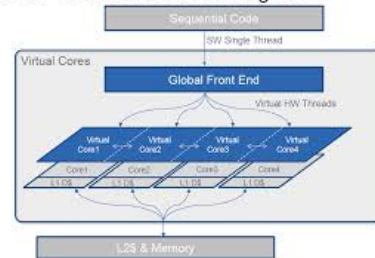 Sequential Code
SW Single Thread
Virtual Cores
Global Front End
Virtual HW Threads
Virtual Core1
Virtual Core2
Virtual Core3
Virtual Core4
Core1
Core2
Core3
Core4
L1 D$
L1 D$
L1 D$
L1 D$
L2$ & Memory